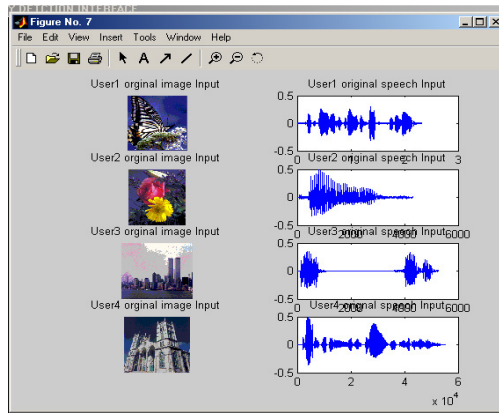 Y DETCTION INTERFACE
Figure No. 7
File Edit View Insert Tools Window Help
A
User1 orginal image Input
User1 original speech Input
0.5
0
-0.5
0 1 2 3
User2 orginal image Input
User2 original speech Input
0.5
0
-0.5
0 2000 4000 6000
User3 orginal image Input
User3 original speech Input
0.5
0
-0.5
0 2000 4000 6000
User4 orginal image Input
User4 original speech Input
0.5
0
-0.5
0 2 4 6
x 10^4